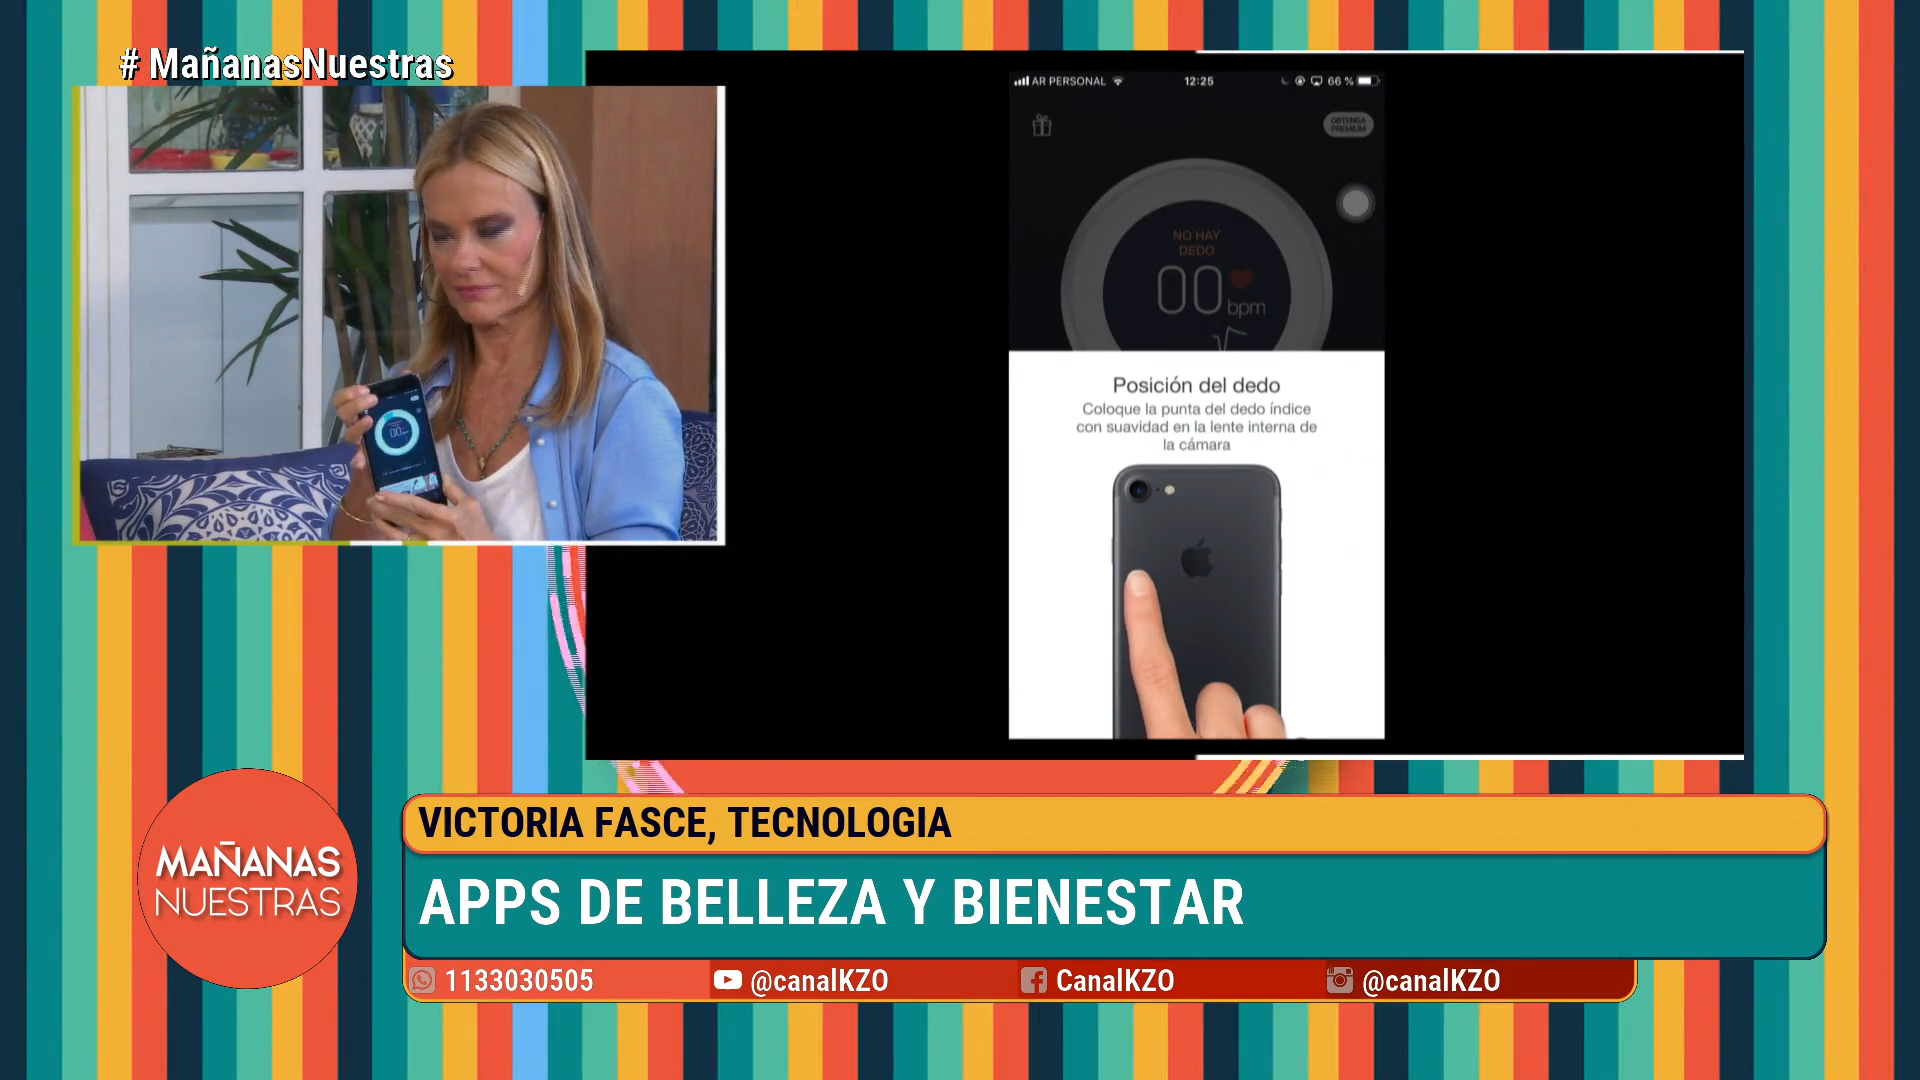 # MañanasNuestras
AR PERSONAL
12:25
66 %
OBTENGA
PREMIUM
NO HAY
DEDO
00 bpm
Posición del dedo
Coloque la punta del dedo índice
con suavidad en la lente interna de
la cámara
MAÑANAS
NUESTRAS
VICTORIA FASCE, TECNOLOGIA
APPS DE BELLEZA Y BIENESTAR
1133030505
@canalKZO
CanalKZO
@canalKZO